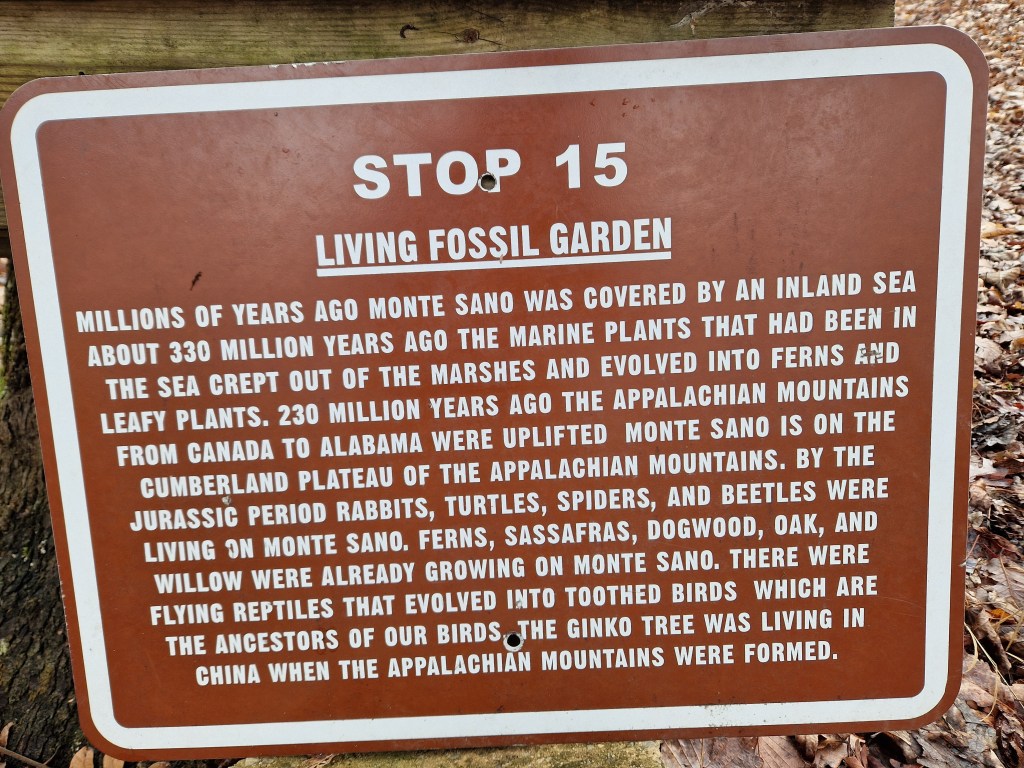 STOP 15
LIVING FOSSIL GARDEN
MILLIONS OF YEARS AGO MONTE SANO WAS COVERED BY AN INLAND SEA
ABOUT 330 MILLION YEARS AGO THE MARINE PLANTS THAT HAD BEEN IN
THE SEA CREPT OUT OF THE MARSHES AND EVOLVED INTO FERNS AND
LEAFY PLANTS. 230 MILLION YEARS AGO THE APPALACHIAN MOUNTAINS
FROM CANADA TO ALABAMA WERE UPLIFTED MONTE SANO IS ON THE
CUMBERLAND PLATEAU OF THE APPALACHIAN MOUNTAINS. BY THE
JURASSIC PERIOD RABBITS, TURTLES, SPIDERS, AND BEETLES WERE
LIVING ON MONTE SANO. FERNS, SASSAFRAS, DOGWOOD, OAK, AND
WILLOW WERE ALREADY GROWING ON MONTE SANO. THERE WERE
FLYING REPTILES THAT EVOLVED INTO TOOTHED BIRDS WHICH ARE
THE ANCESTORS OF OUR BIRDS. THE GINKO TREE WAS LIVING IN
CHINA WHEN THE APPALACHIAN MOUNTAINS WERE FORMED.